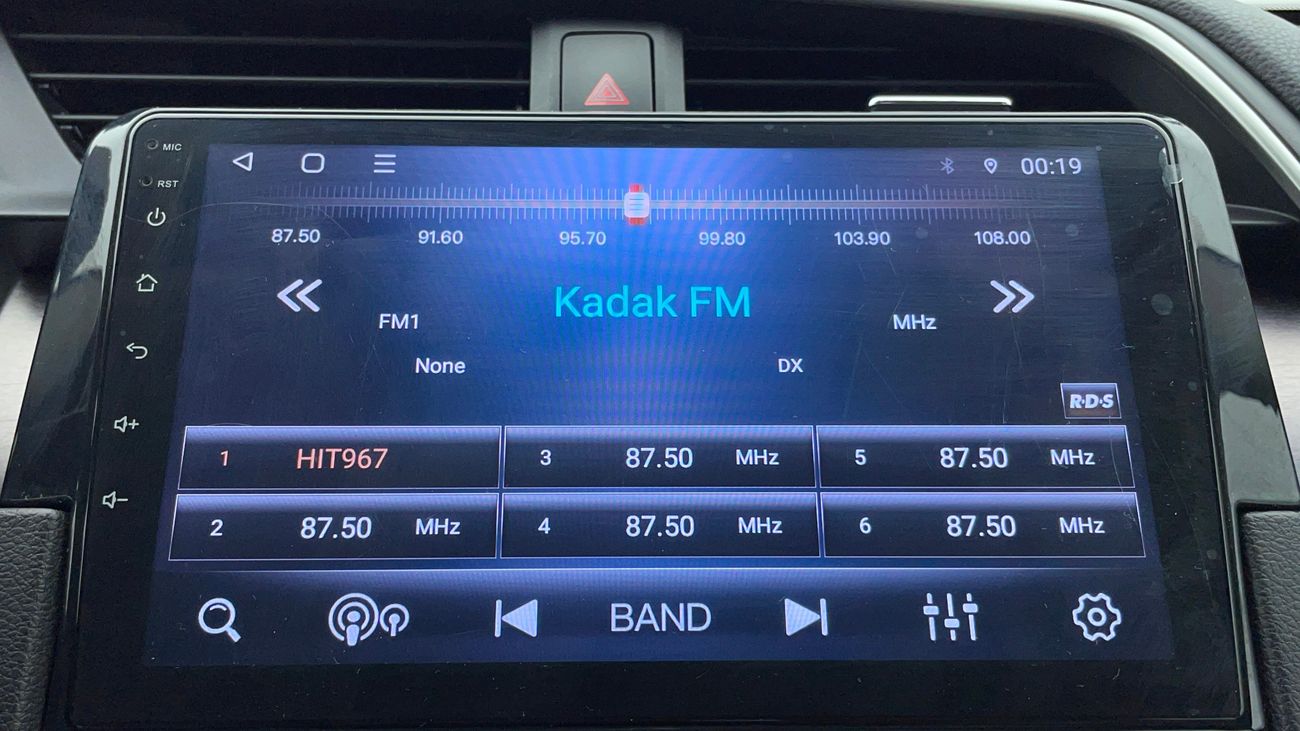 MIC
RST
00:19
87.50 91.60 95.70 99.80 103.90 108.00
Kadak FM
FM1 MHz
None DX
R·D·S
1 HIT967 3 87.50 MHz 5 87.50 MHz
2 87.50 MHz 4 87.50 MHz 6 87.50 MHz
BAND